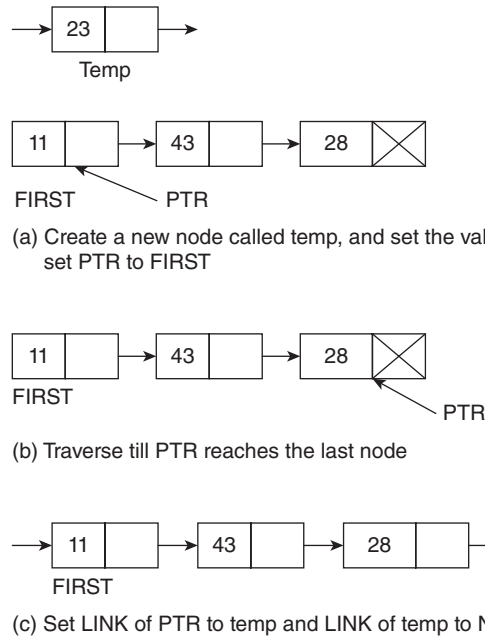 23
Temp
11 43 28
FIRST PTR
(a) Create a new node called temp, and set the
set PTR to FIRST
11 43 28
FIRST
PTR
(b) Traverse till PTR reaches the last node
11 43 28
FIRST
(c) Set LINK of PTR to temp and LINK of temp to